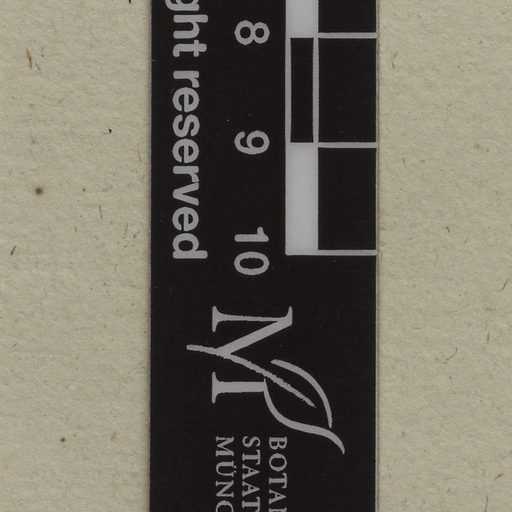 ght reserved
8
9
10
M
BOTA
STAAT
MÜNC